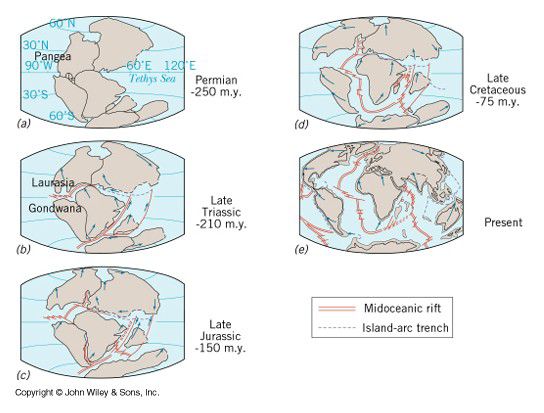 60°N
30°N
Pangea
90°W
60°E 120°E
Tethys Sea
30°S
60°S
(a)
Permian
-250 m.y.
Laurasia
Gondwana
(b)
Late
Triassic
-210 m.y.
(c)
Late
Jurassic
-150 m.y.
(d)
Late
Cretaceous
-75 m.y.
(e)
Present
Midoceanic rift
Island-arc trench
Copyright © John Wiley & Sons, Inc.